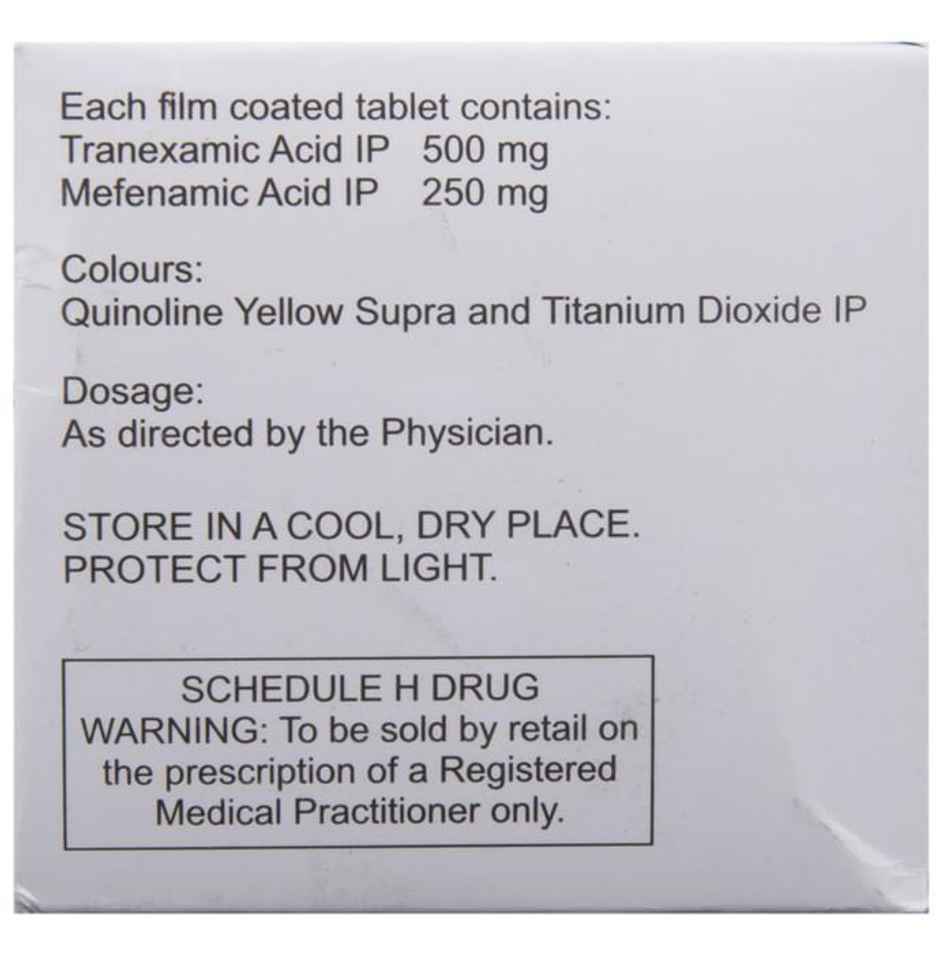 Each film coated tablet contains:
Tranexamic Acid IP 500 mg
Mefenamic Acid IP 250 mg
Colours:
Quinoline Yellow Supra and Titanium Dioxide IP
Dosage:
As directed by the Physician.
STORE IN A COOL, DRY PLACE.
PROTECT FROM LIGHT.
SCHEDULE H DRUG
WARNING: To be sold by retail on
the prescription of a Registered
Medical Practitioner only.